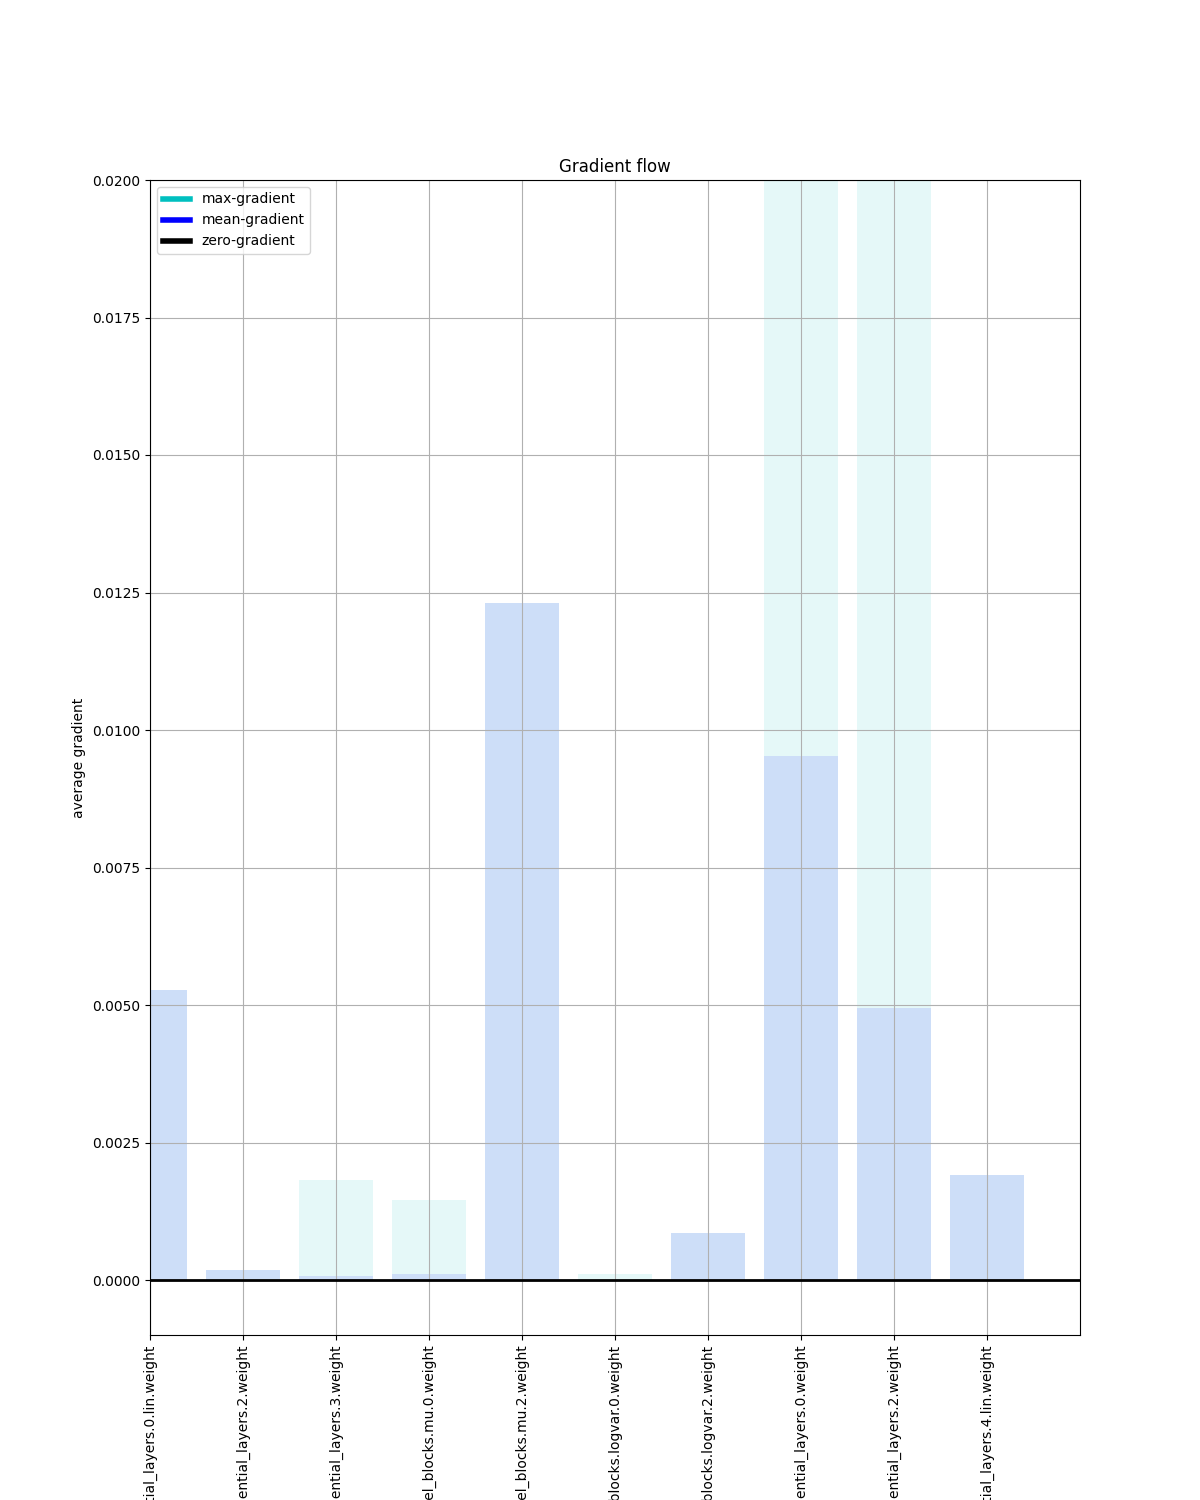 Gradient flow
max-gradient
mean-gradient
zero-gradient
0.0200
0.0175
0.0150
0.0125
0.0100
0.0075
0.0050
0.0025
0.0000
average gradient
tial_layers.0.lin.weight
ential_layers.2.weight
ential_layers.3.weight
el_blocks.mu.0.weight
el_blocks.mu.2.weight
blocks.logvar.0.weight
blocks.logvar.2.weight
ential_layers.0.weight
ential_layers.2.weight
tial_layers.4.lin.weight